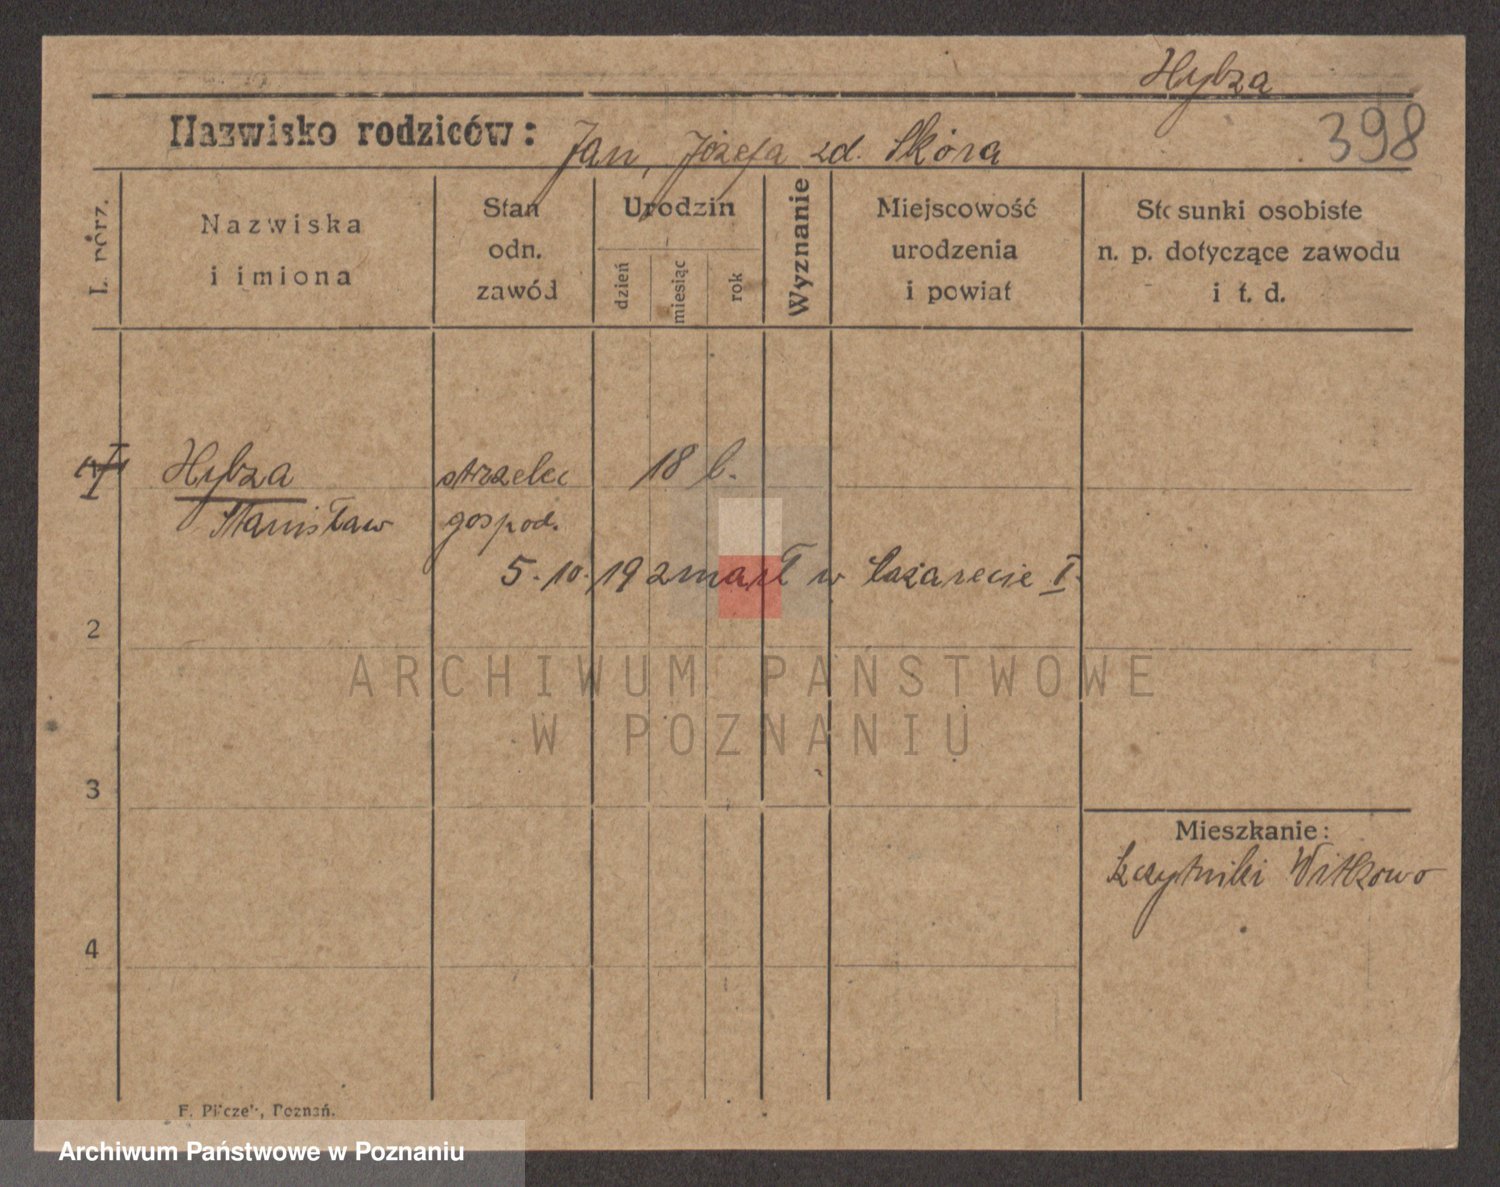 Hybza
Nazwisko rodziców: Jan, Józefa zd. Skóra
398
L. porz.
Nazwiska
i imiona
Stan
odn.
zawód
Urodzin
dzień
miesiąc
rok
Wyznanie
Miejscowość
urodzenia
i powiat
Stosunki osobiste
n. p. dotyczące zawodu
i t. d.
Hybza strzelec 18 l.
Stanisław gospod.
5.10.19 zmarł w lazarecie I.
2
3
4
Mieszkanie:
Szczytniki Witkowo
F. Pilczek, Poznań.
ARCHIWUM PAŃSTWOWE
W POZNANIU
Archiwum Państwowe w Poznaniu